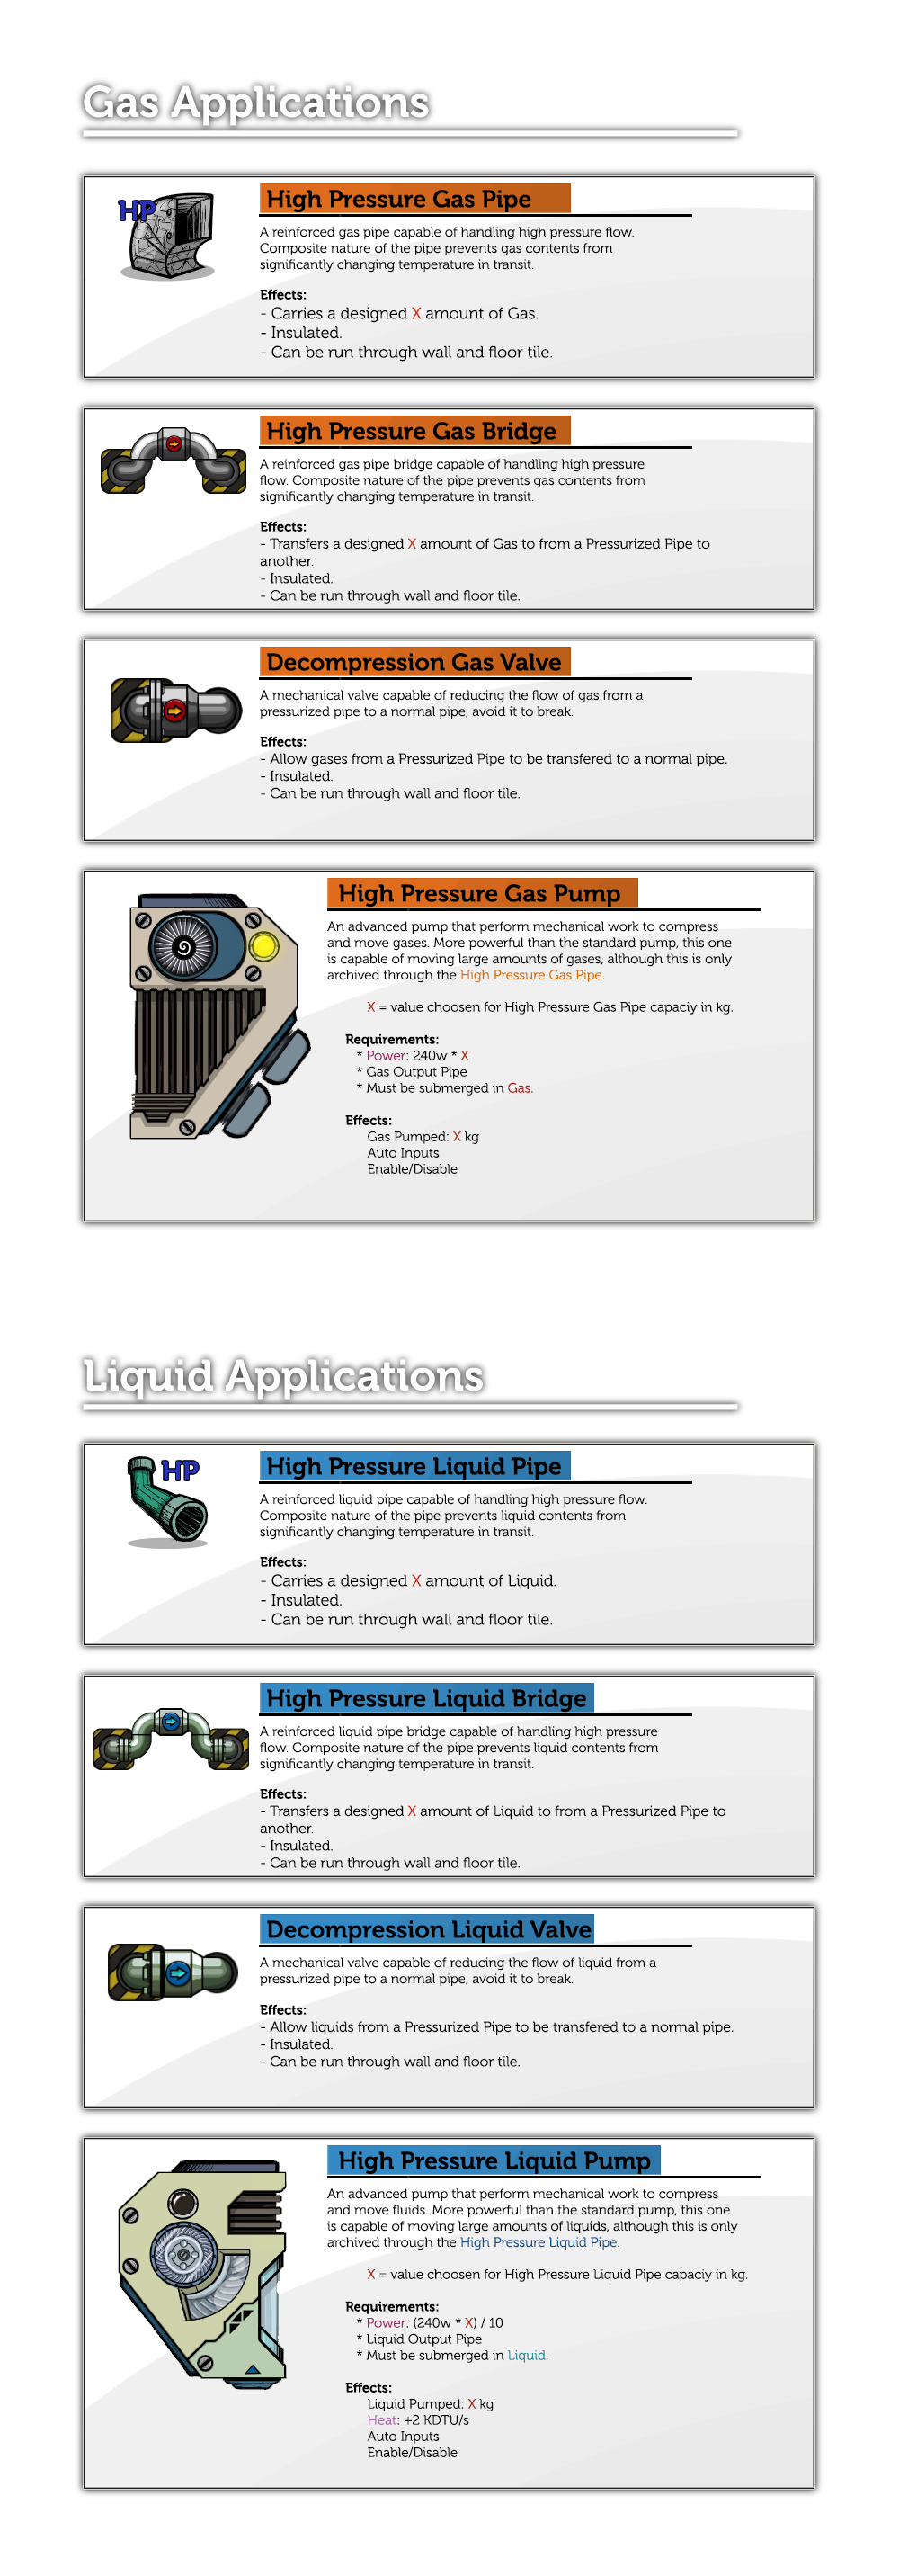 Gas Applications
HP
High Pressure Gas Pipe
A reinforced gas pipe capable of handling high pressure flow.
Composite nature of the pipe prevents gas contents from
significantly changing temperature in transit.
Effects:
- Carries a designed X amount of Gas.
- Insulated.
- Can be run through wall and floor tile.
High Pressure Gas Bridge
A reinforced gas pipe bridge capable of handling high pressure
flow. Composite nature of the pipe prevents gas contents from
significantly changing temperature in transit.
Effects:
- Transfers a designed X amount of Gas to from a Pressurized Pipe to
another.
- Insulated.
- Can be run through wall and floor tile.
Decompression Gas Valve
A mechanical valve capable of reducing the flow of gas from a
pressurized pipe to a normal pipe, avoid it to break.
Effects:
- Allow gases from a Pressurized Pipe to be transfered to a normal pipe.
- Insulated.
- Can be run through wall and floor tile.
High Pressure Gas Pump
An advanced pump that perform mechanical work to compress
and move gases. More powerful than the standard pump, this one
is capable of moving large amounts of gases, although this is only
archived through the High Pressure Gas Pipe.
X = value choosen for High Pressure Gas Pipe capaciy in kg.
Requirements:
* Power: 240w * X
* Gas Output Pipe
* Must be submerged in Gas.
Effects:
Gas Pumped: X kg
Auto Inputs
Enable/Disable
Liquid Applications
HP
High Pressure Liquid Pipe
A reinforced liquid pipe capable of handling high pressure flow.
Composite nature of the pipe prevents liquid contents from
significantly changing temperature in transit.
Effects:
- Carries a designed X amount of Liquid.
- Insulated.
- Can be run through wall and floor tile.
High Pressure Liquid Bridge
A reinforced liquid pipe bridge capable of handling high pressure
flow. Composite nature of the pipe prevents liquid contents from
significantly changing temperature in transit.
Effects:
- Transfers a designed X amount of Liquid to from a Pressurized Pipe to
another.
- Insulated.
- Can be run through wall and floor tile.
Decompression Liquid Valve
A mechanical valve capable of reducing the flow of liquid from a
pressurized pipe to a normal pipe, avoid it to break.
Effects:
- Allow liquids from a Pressurized Pipe to be transfered to a normal pipe.
- Insulated.
- Can be run through wall and floor tile.
High Pressure Liquid Pump
An advanced pump that perform mechanical work to compress
and move fluids. More powerful than the standard pump, this one
is capable of moving large amounts of liquids, although this is only
archived through the High Pressure Liquid Pipe.
X = value choosen for High Pressure Liquid Pipe capaciy in kg.
Requirements:
* Power: (240w * X) / 10
* Liquid Output Pipe
* Must be submerged in Liquid.
Effects:
Liquid Pumped: X kg
Heat: +2 KDTU/s
Auto Inputs
Enable/Disable